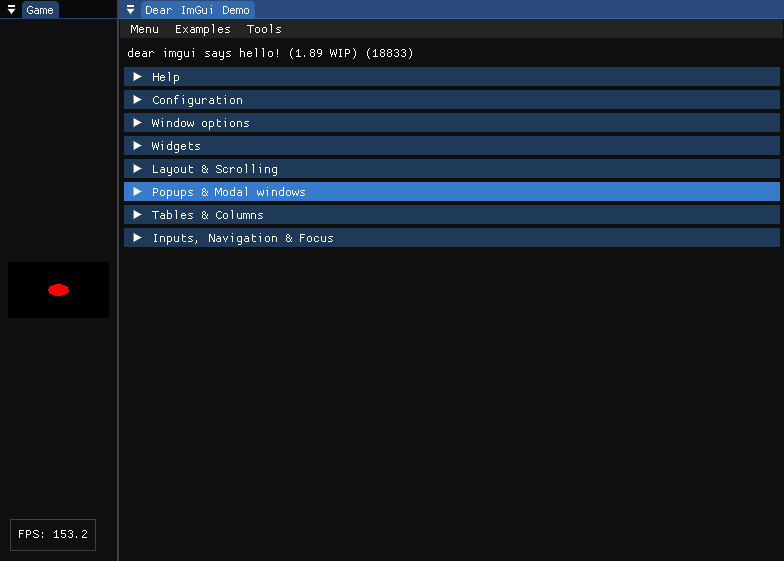 Game
Dear ImGui Demo
Menu Examples Tools
dear imgui says hello! (1.89 WIP) (18833)
Help
Configuration
Window options
Widgets
Layout & Scrolling
Popups & Modal windows
Tables & Columns
Inputs, Navigation & Focus
FPS: 153.2